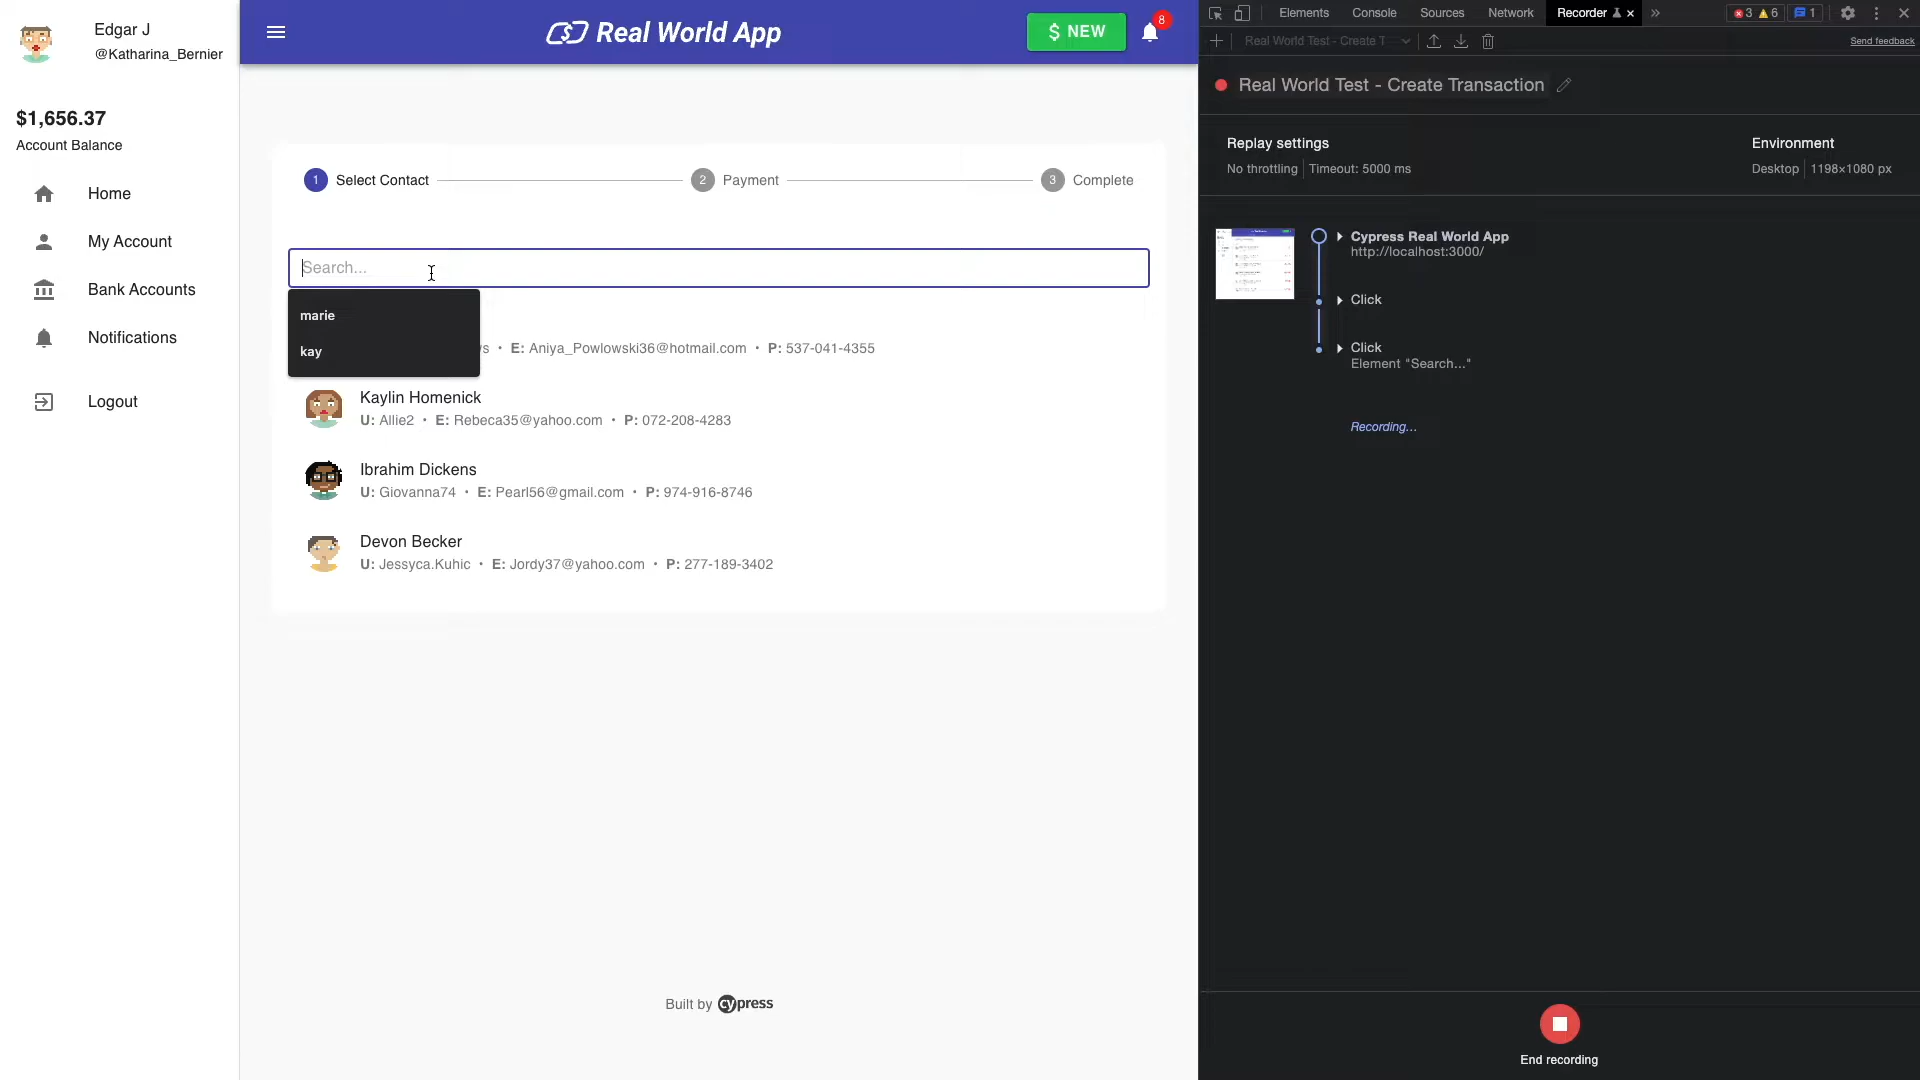 Edgar J
@Katharina_Bernier
$1,656.37
Account Balance
Home
My Account
Bank Accounts
Notifications
Logout
Real World App
$ NEW
8
1 Select Contact
2 Payment
3 Complete
Search...
marie
kay
E: Aniya_Powlowski36@hotmail.com • P: 537-041-4355
Kaylin Homenick
U: Allie2 • E: Rebeca35@yahoo.com • P: 072-208-4283
Ibrahim Dickens
U: Giovanna74 • E: Pearl56@gmail.com • P: 974-916-8746
Devon Becker
U: Jessyca.Kuhic • E: Jordy37@yahoo.com • P: 277-189-3402
Built by cypress
Elements Console Sources Network Recorder
3 6 1
Real World Test - Create T
Send feedback
Real World Test - Create Transaction
Replay settings
No throttling Timeout: 5000 ms
Environment
Desktop 1198×1080 px
Cypress Real World App
http://localhost:3000/
Click
Click
Element "Search..."
Recording...
End recording